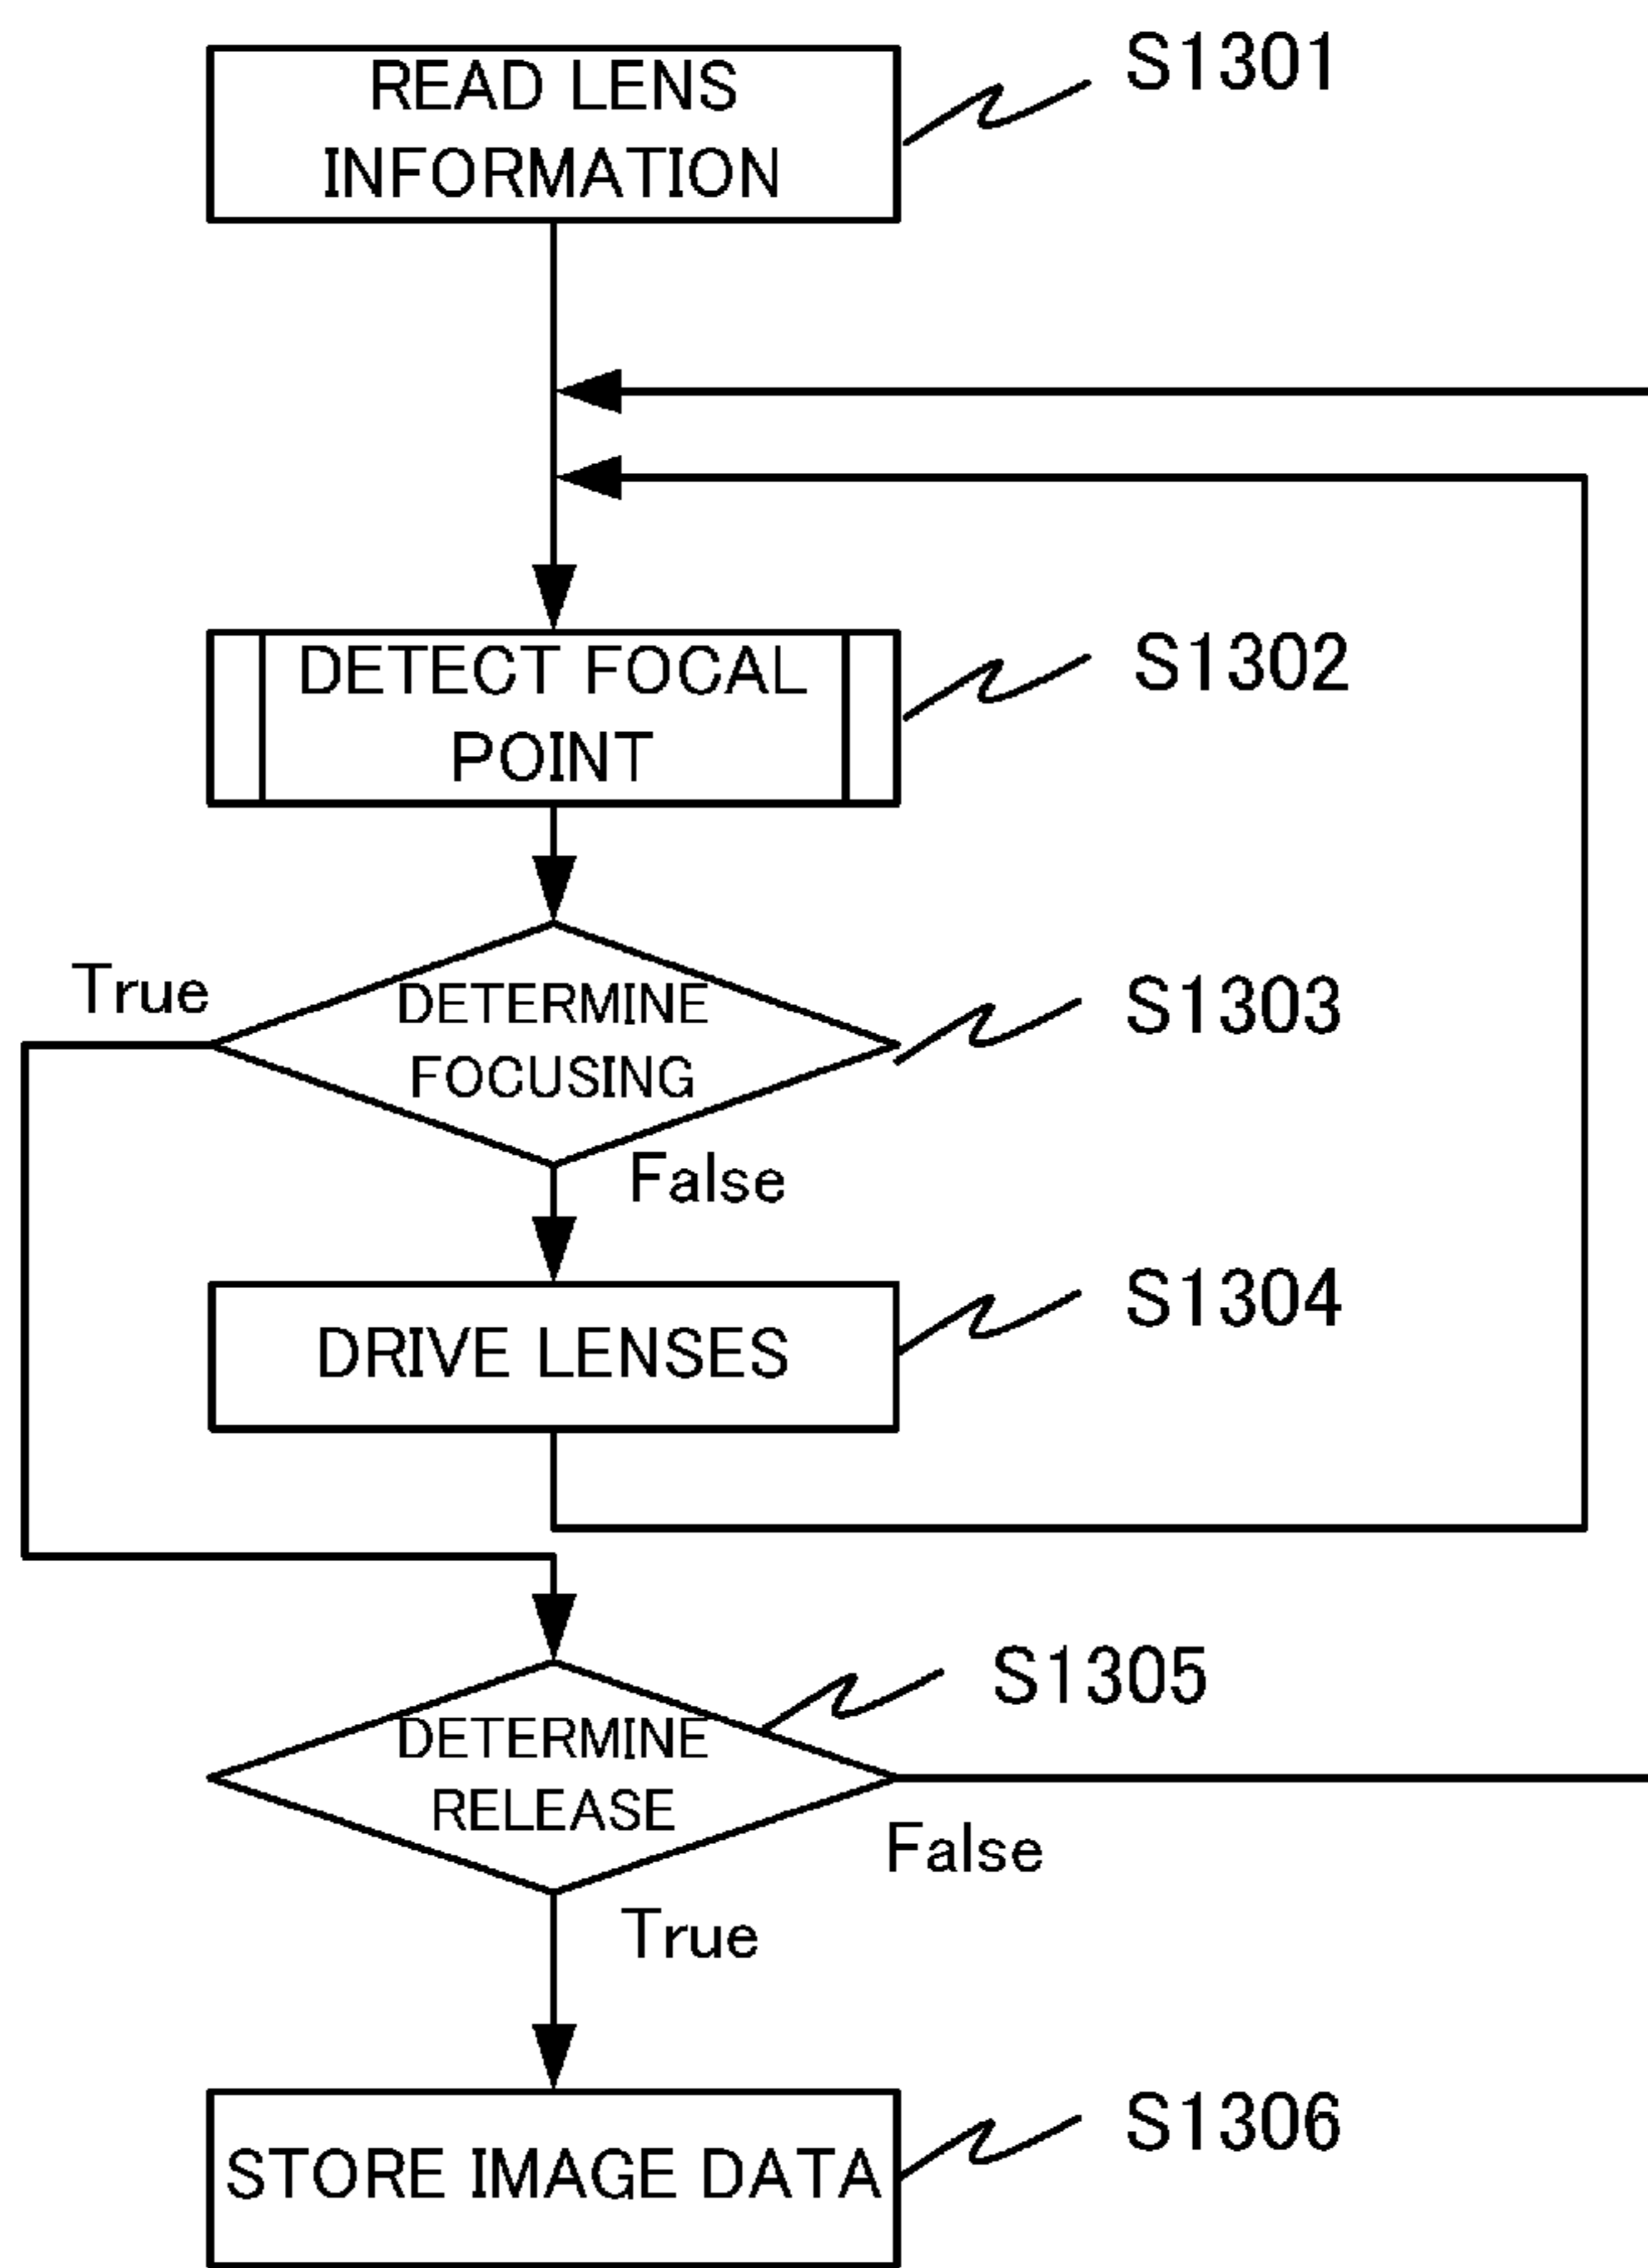 READ LENS
INFORMATION
S1301
DETECT FOCAL
POINT
S1302
True
DETERMINE
FOCUSING
S1303
False
DRIVE LENSES
S1304
DETERMINE
RELEASE
S1305
False
True
STORE IMAGE DATA
S1306